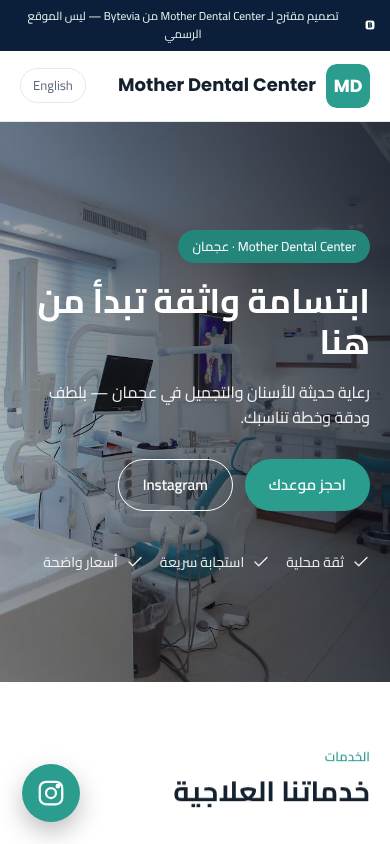 تصميم مقترح لـ Mother Dental Center من Bytevia — ليس الموقع
الرسمي
B
MD
Mother Dental Center
English
Mother Dental Center · عجمان
ابتسامة واثقة تبدأ من
هنا
رعاية حديثة للأسنان والتجميل في عجمان — بلطف
ودقة وخطة تناسبك.
احجز موعدك
Instagram
ثقة محلية
استجابة سريعة
أسعار واضحة
الخدمات
خدماتنا العلاجية